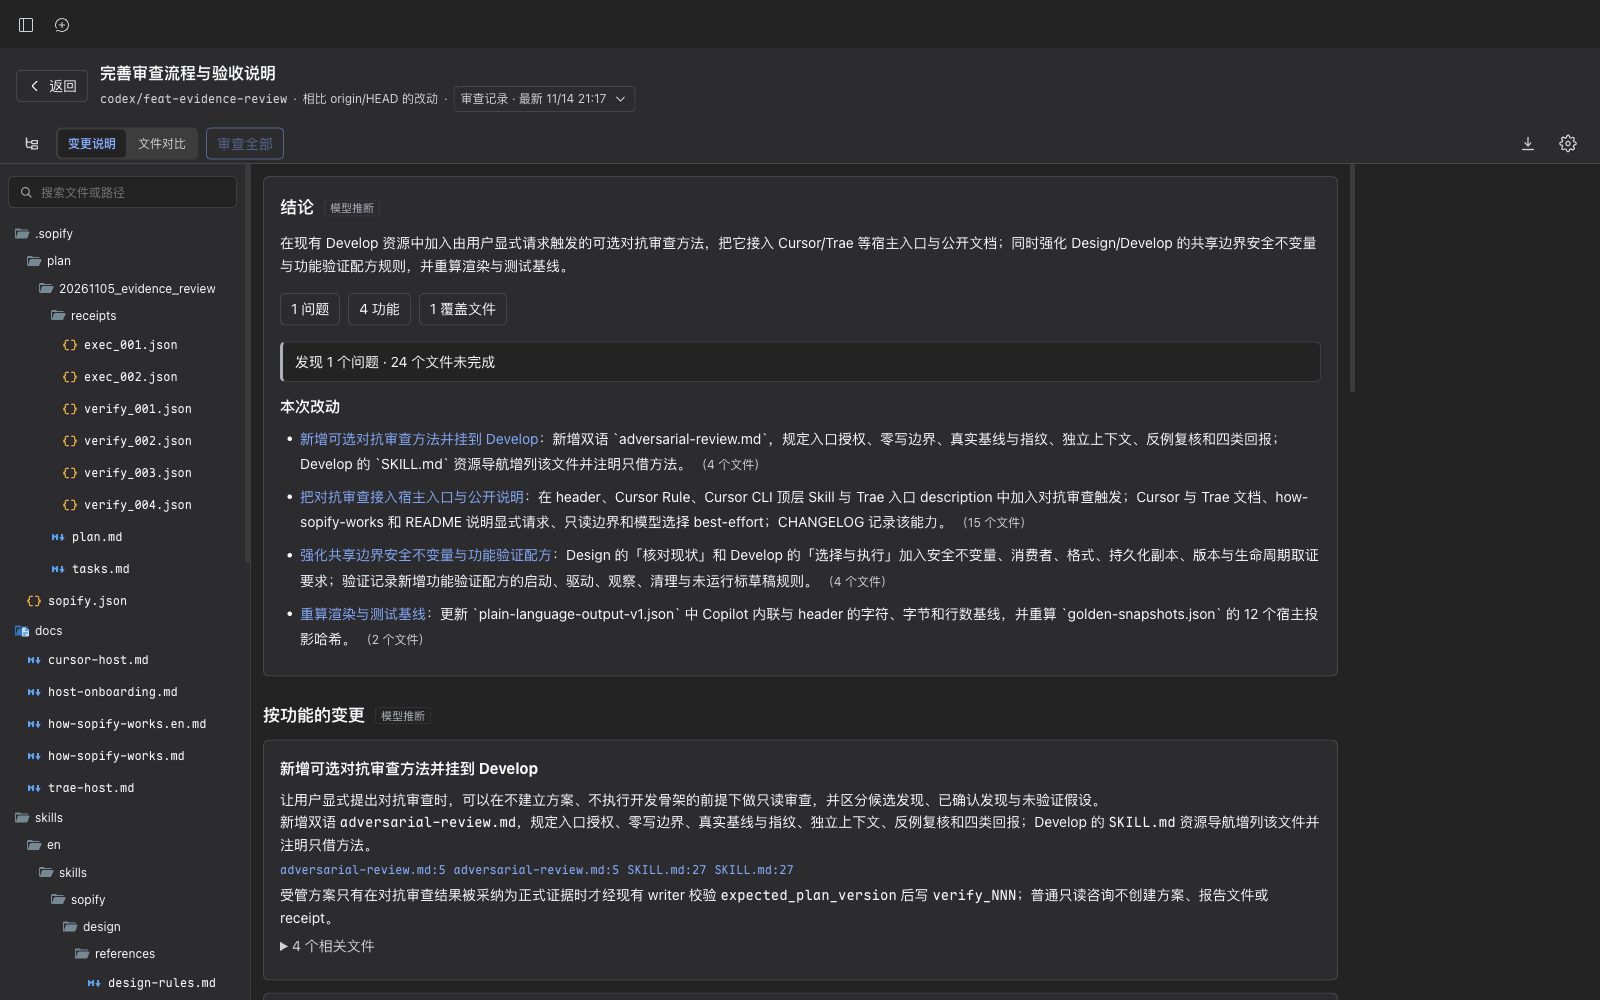 返回
完善审查流程与验收说明
codex/feat-evidence-review · 相比 origin/HEAD 的改动 · 审查记录 · 最新 11/14 21:17
变更说明 文件对比 审查全部
搜索文件或路径
.sopify
plan
20261105_evidence_review
receipts
exec_001.json
exec_002.json
verify_001.json
verify_002.json
verify_003.json
verify_004.json
plan.md
tasks.md
sopify.json
docs
cursor-host.md
host-onboarding.md
how-sopify-works.en.md
how-sopify-works.md
trae-host.md
skills
en
skills
sopify
design
references
design-rules.md
结论 模型推断
在现有 Develop 资源中加入由用户显式请求触发的可选对抗审查方法，把它接入 Cursor/Trae 等宿主入口与公开文档；同时强化 Design/Develop 的共享边界安全不变量
与功能验证配方规则，并重算渲染与测试基线。
1 问题 4 功能 1 覆盖文件
发现 1 个问题 · 24 个文件未完成
本次改动
• 新增可选对抗审查方法并挂到 Develop：新增双语 `adversarial-review.md`，规定入口授权、零写边界、真实基线与指纹、独立上下文、反例复核和四类回报；
Develop 的 `SKILL.md` 资源导航增列该文件并注明只借方法。 （4 个文件）
• 把对抗审查接入宿主入口与公开说明：在 header、Cursor Rule、Cursor CLI 顶层 Skill 与 Trae 入口 description 中加入对抗审查触发；Cursor 与 Trae 文档、how-
sopify-works 和 README 说明显式请求、只读边界和模型选择 best-effort；CHANGELOG 记录该能力。 （15 个文件）
• 强化共享边界安全不变量与功能验证配方：Design 的「核对现状」和 Develop 的「选择与执行」加入安全不变量、消费者、格式、持久化副本、版本与生命周期取证
要求；验证记录新增功能验证配方的启动、驱动、观察、清理与未运行标草稿规则。 （4 个文件）
• 重算渲染与测试基线：更新 `plain-language-output-v1.json` 中 Copilot 内联与 header 的字符、字节和行数基线，并重算 `golden-snapshots.json` 的 12 个宿主投
影哈希。 （2 个文件）
按功能的变更 模型推断
新增可选对抗审查方法并挂到 Develop
让用户显式提出对抗审查时，可以在不建立方案、不执行开发骨架的前提下做只读审查，并区分候选发现、已确认发现与未验证假设。
新增双语 adversarial-review.md，规定入口授权、零写边界、真实基线与指纹、独立上下文、反例复核和四类回报；Develop 的 SKILL.md 资源导航增列该文件并
注明只借方法。
adversarial-review.md:5 adversarial-review.md:5 SKILL.md:27 SKILL.md:27
受管方案只有在对抗审查结果被采纳为正式证据时才经现有 writer 校验 expected_plan_version 后写 verify_NNN；普通只读咨询不创建方案、报告文件或
receipt。
▶ 4 个相关文件